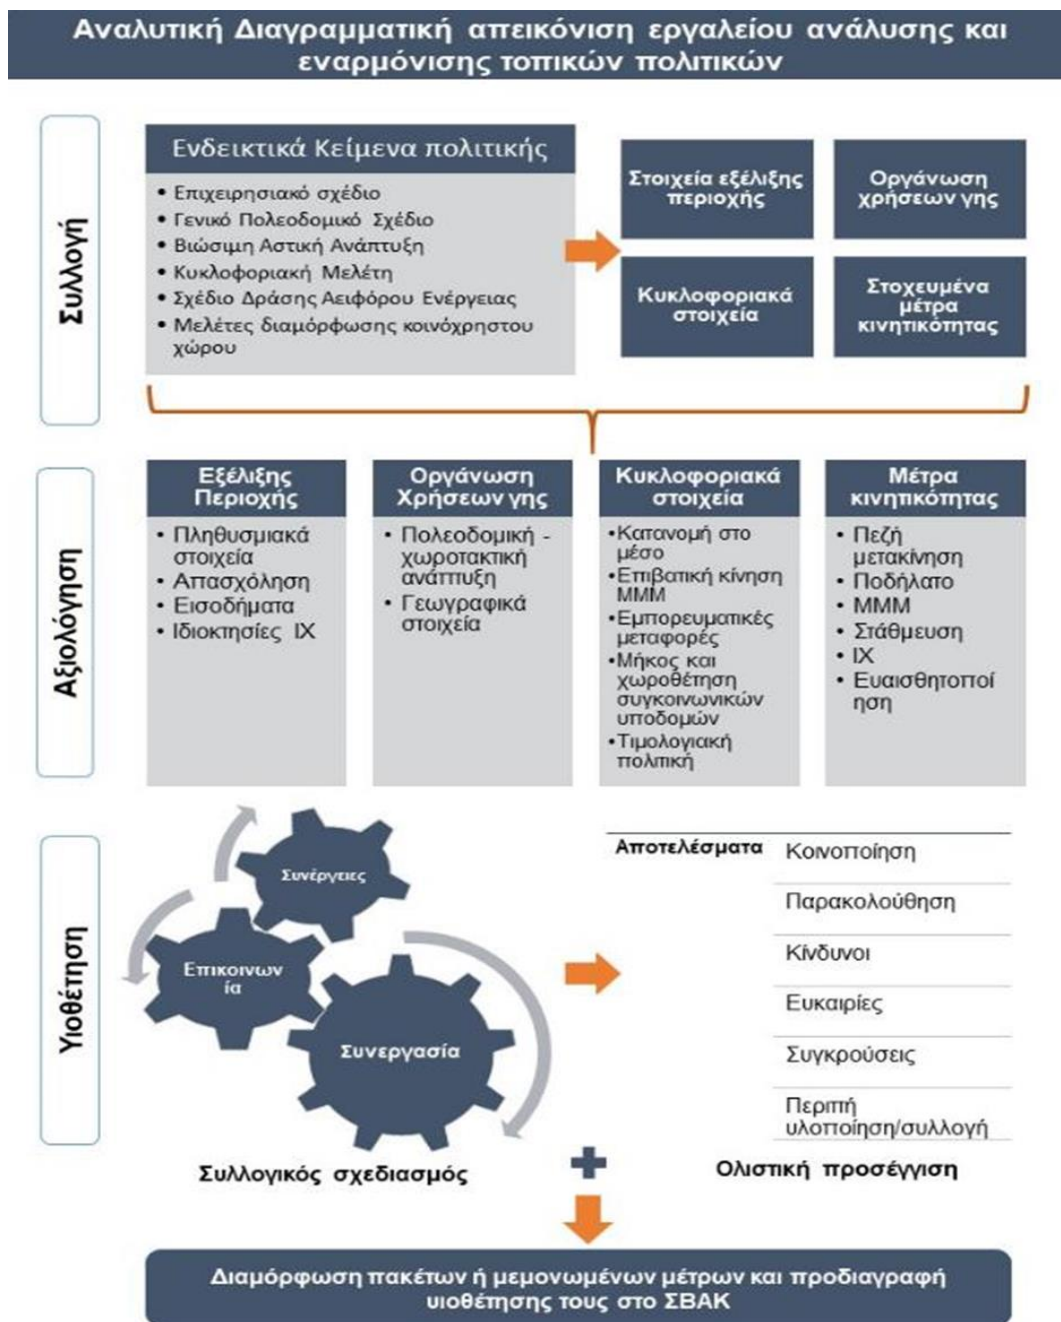 Αναλυτική Διαγραμματική απεικόνιση εργαλείου ανάλυσης και
εναρμόνισης τοπικών πολιτικών
Συλλογή
Ενδεικτικά Κείμενα πολιτικής
• Επιχειρησιακό σχέδιο
• Γενικό Πολεοδομικό Σχέδιο
• Βιώσιμη Αστική Ανάπτυξη
• Κυκλοφοριακή Μελέτη
• Σχέδιο Δράσης Αειφόρου Ενέργειας
• Μελέτες διαμόρφωσης κοινόχρηστου
χώρου
Στοιχεία εξέλιξης
περιοχής
Οργάνωση
χρήσεων γης
Κυκλοφοριακά
στοιχεία
Στοχευμένα
μέτρα
κινητικότητας
Αξιολόγηση
Εξέλιξης
Περιοχής
• Πληθυσμιακά
στοιχεία
• Απασχόληση
• Εισοδήματα
• Ιδιοκτησίες ΙΧ
Οργάνωση
Χρήσεων γης
• Πολεοδομική -
χωροτακτική
ανάπτυξη
• Γεωγραφικά
στοιχεία
Κυκλοφοριακά
στοιχεία
•Κατανομή στο
μέσο
•Επιβατική κίνηση
ΜΜΜ
•Εμπορευματικές
μεταφορές
•Μήκος και
χωροθέτηση
συγκοινωνικών
υποδομών
•Τιμολογιακή
πολιτική
Μέτρα
κινητικότητας
• Πεζή
μετακίνηση
• Ποδήλατο
• ΜΜΜ
• Στάθμευση
• ΙΧ
• Ευαισθητοποί
ηση
Υιοθέτηση
Συνέργειες
Επικοινων
ία
Συνεργασία
Συλλογικός σχεδιασμός
Αποτελέσματα
Κοινοποίηση
Παρακολούθηση
Κίνδυνοι
Ευκαιρίες
Συγκρούσεις
Περιπή
υλοποίηση/συλλογή
Ολιστική προσέγγιση
Διαμόρφωση πακέτων ή μεμονωμένων μέτρων και προδιαγραφή
υιοθέτησης τους στο ΣΒΑΚ